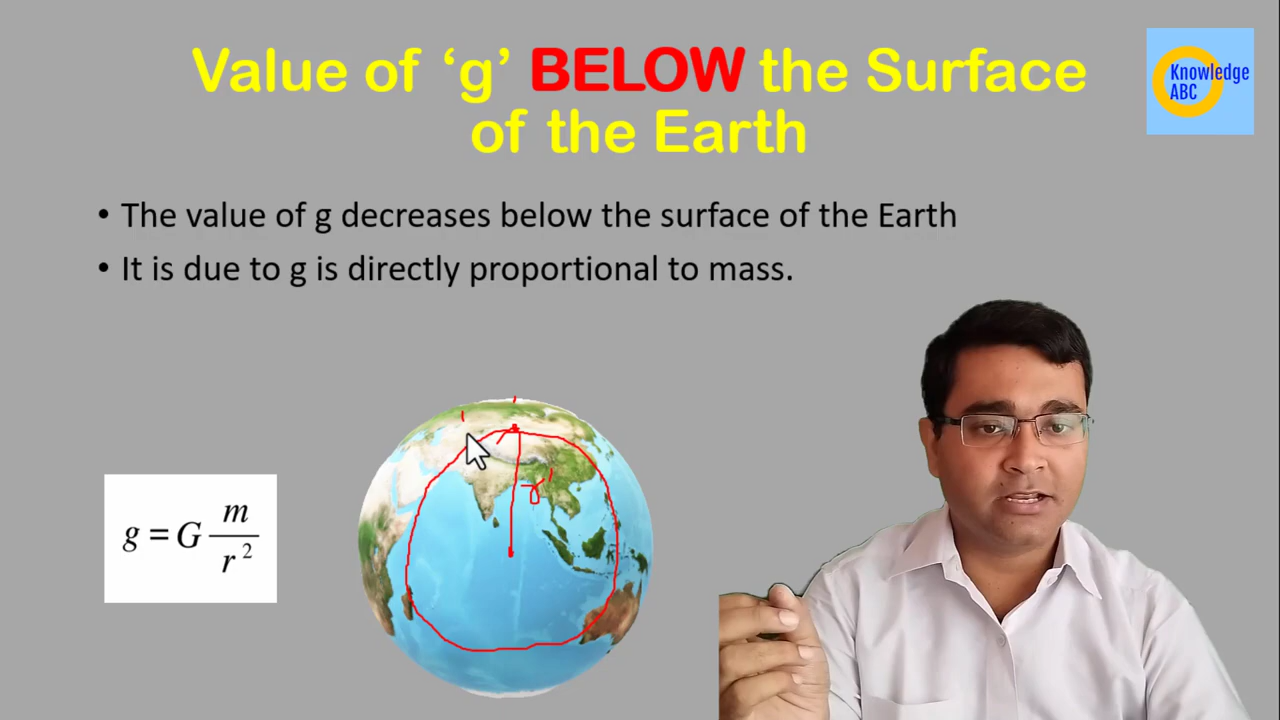 Value of ‘g’ BELOW the Surface
of the Earth
Knowledge
ABC
• The value of g decreases below the surface of the Earth
• It is due to g is directly proportional to mass.
g = G m / r²
r'